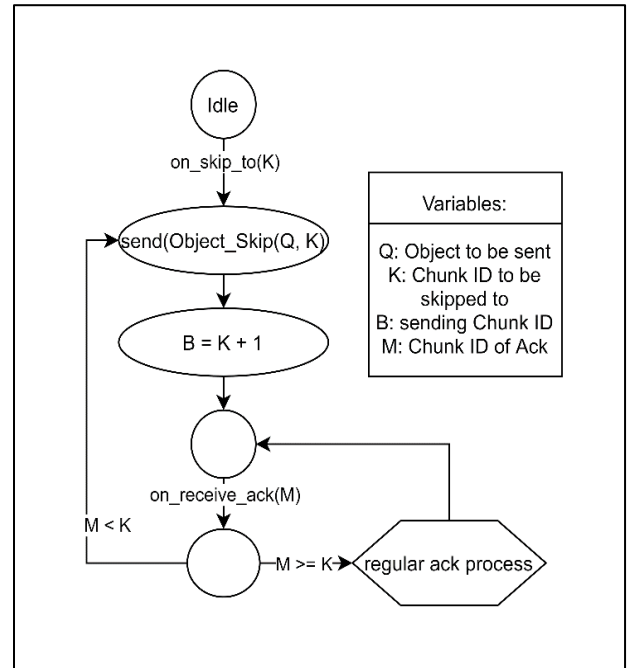 Idle
on_skip_to(K)
send(Object_Skip(Q, K)
B = K + 1
on_receive_ack(M)
M < K
M >= K
regular ack process
Variables:
Q: Object to be sent
K: Chunk ID to be
skipped to
B: sending Chunk ID
M: Chunk ID of Ack